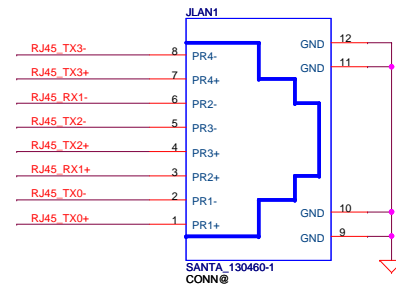 JLAN1
RJ45_TX3- 8 PR4- GND 12
RJ45_TX3+ 7 PR4+ GND 11
RJ45_RX1- 6 PR2-
RJ45_TX2- 5 PR3-
RJ45_TX2+ 4 PR3+
RJ45_RX1+ 3 PR2+
RJ45_TX0- 2 PR1- GND 10
RJ45_TX0+ 1 PR1+ GND 9
SANTA_130460-1
CONN@